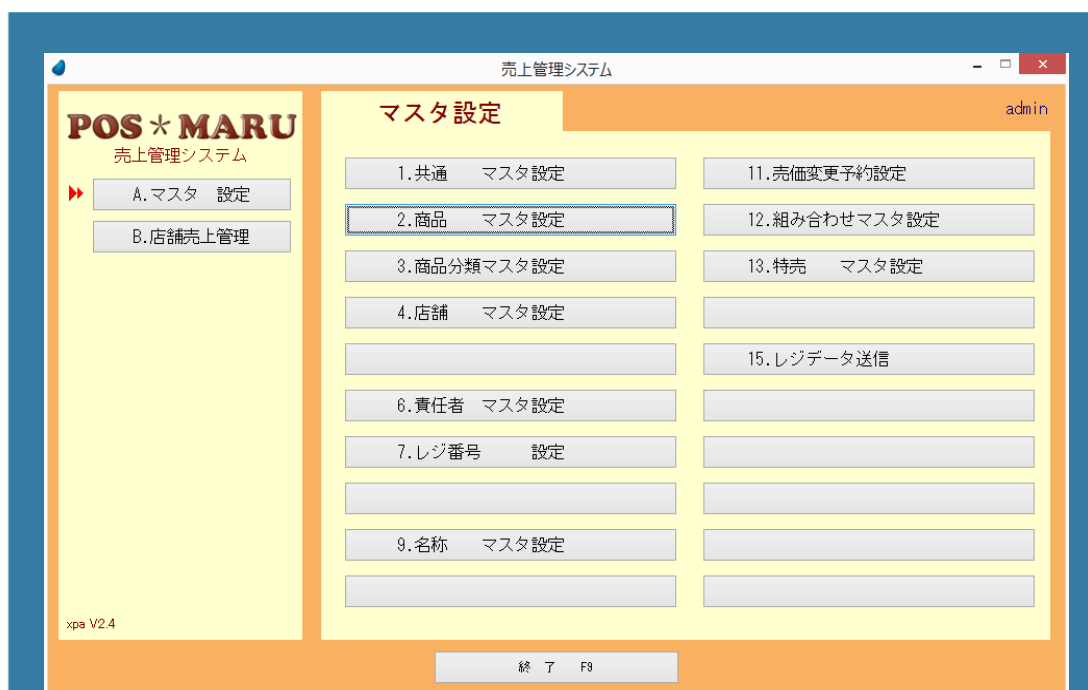 売上管理システム
POS*MARU
売上管理システム
A.マスタ 設定
B.店舗売上管理
xpa V2.4
マスタ設定
admin
1.共通 マスタ設定
2.商品 マスタ設定
3.商品分類マスタ設定
4.店舗 マスタ設定
6.責任者 マスタ設定
7.レジ番号 設定
9.名称 マスタ設定
11.売価変更予約設定
12.組み合わせマスタ設定
13.特売 マスタ設定
15.レジデータ送信
終 了 F9